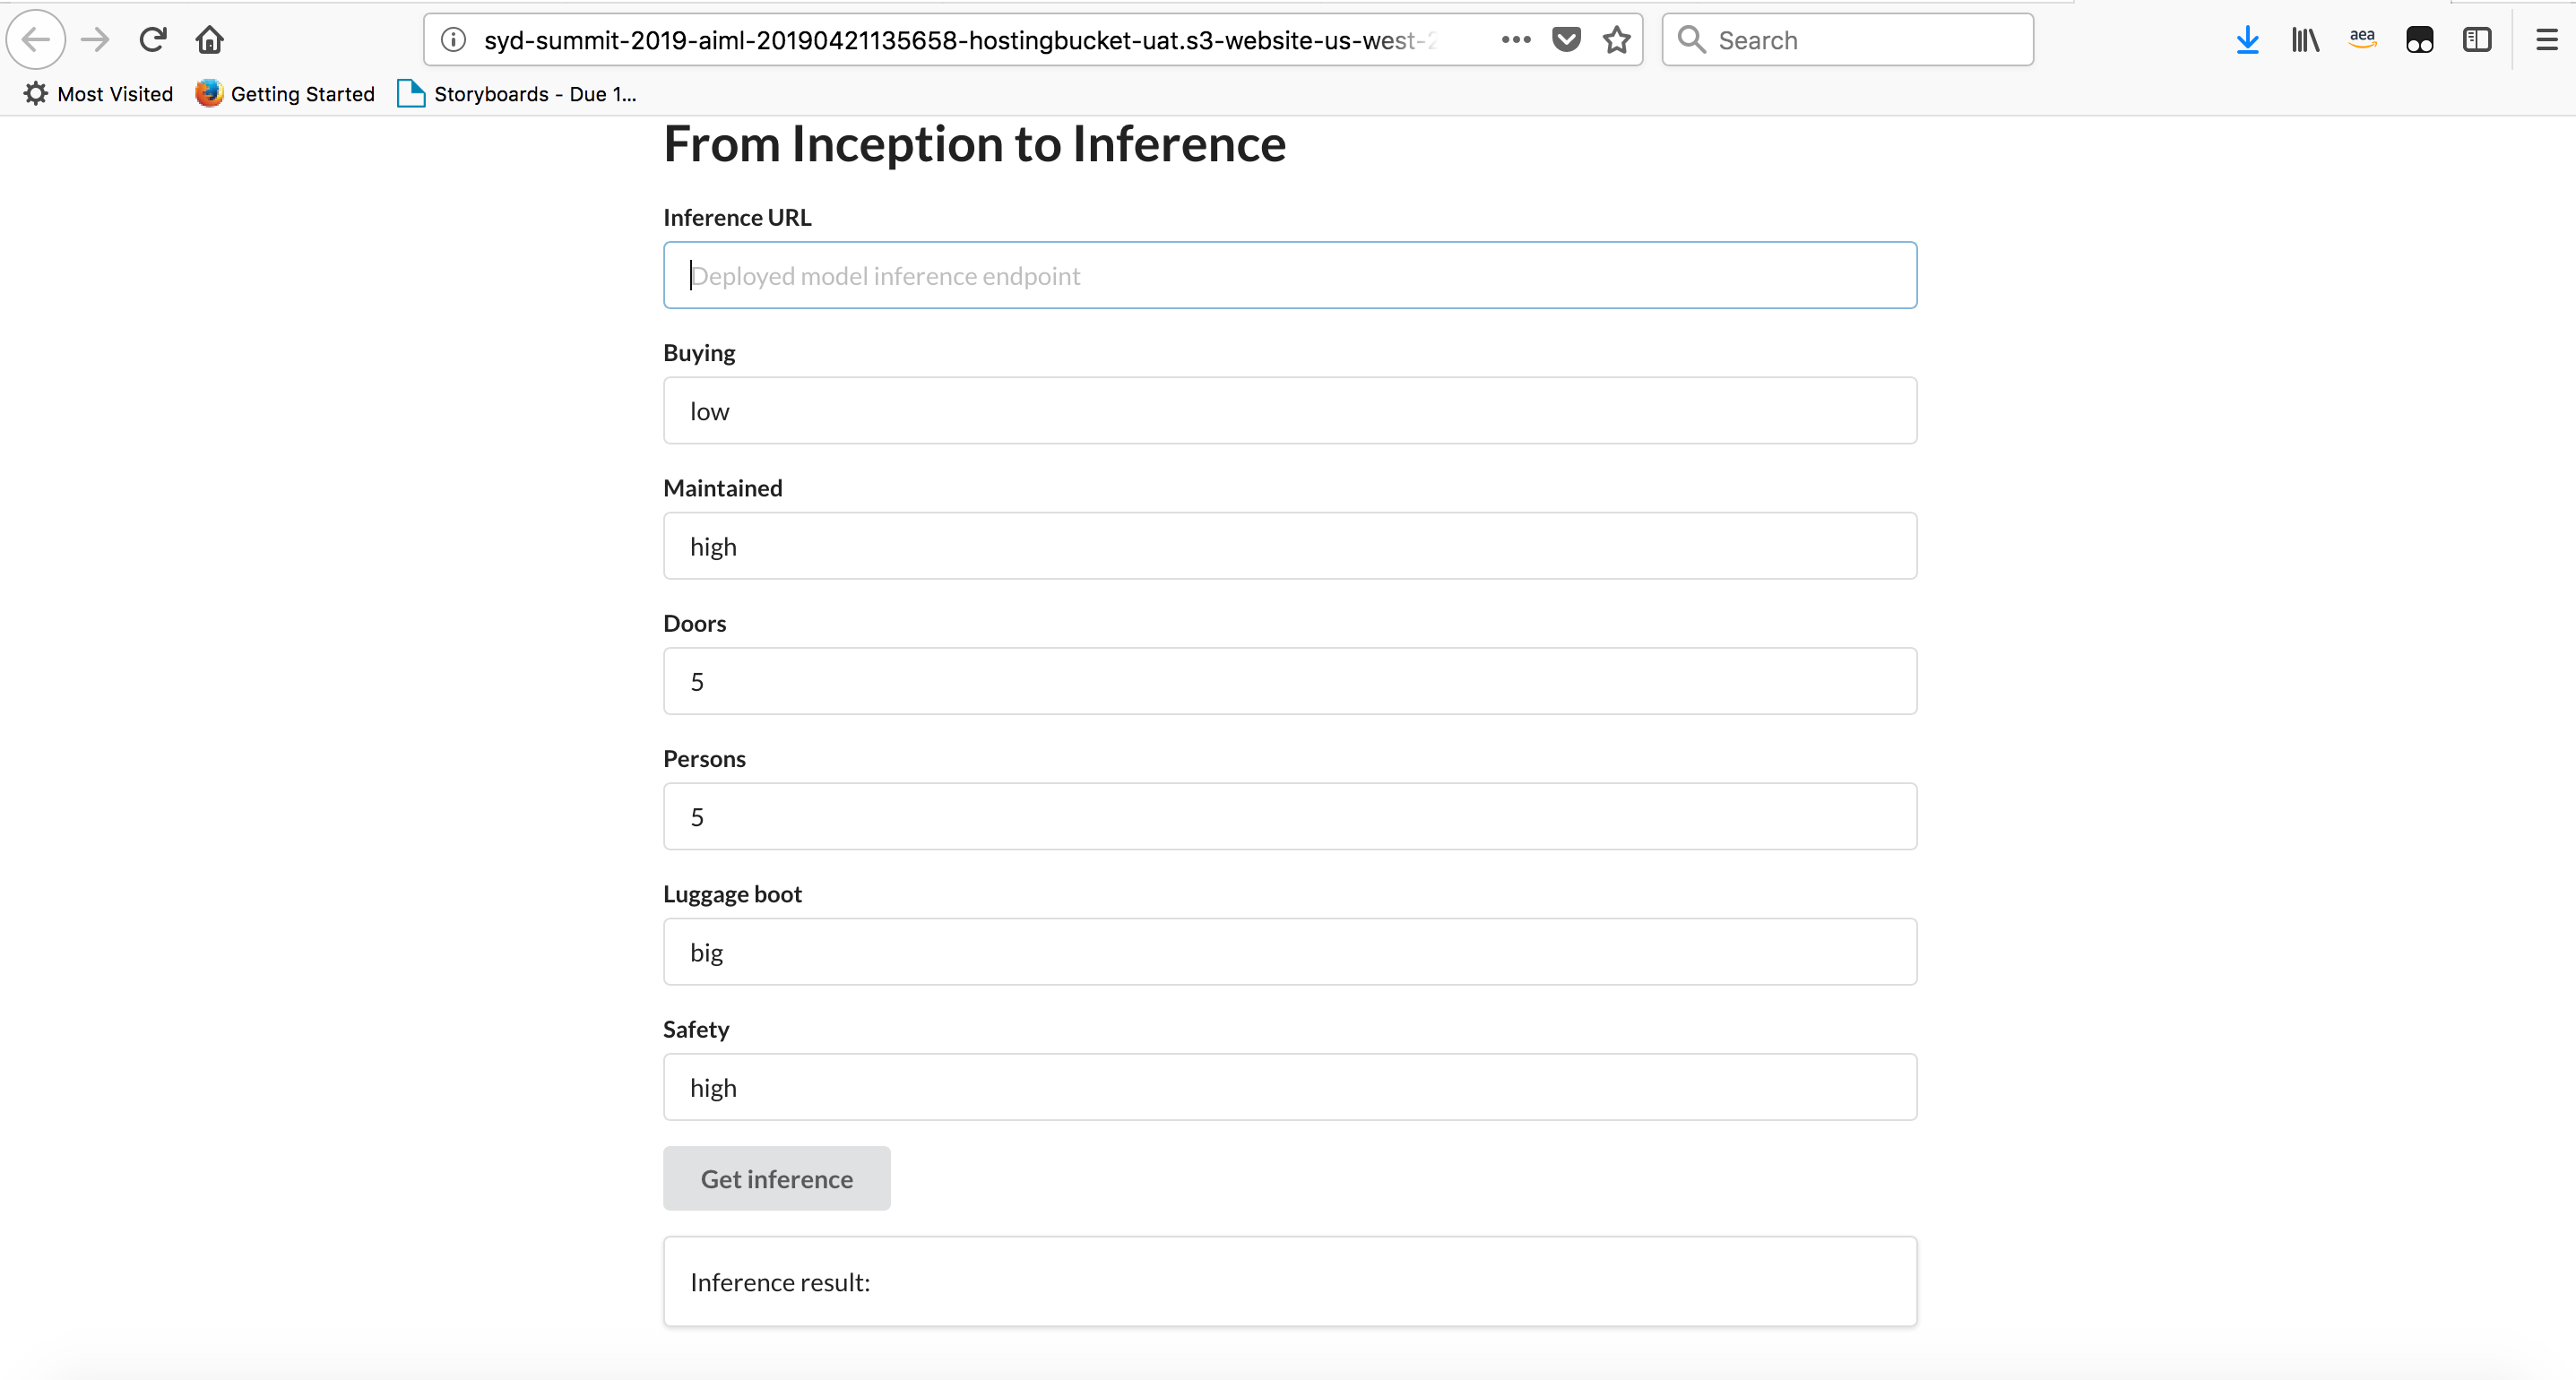 syd-summit-2019-aiml-20190421135658-hostingbucket-uat.s3-website-us-west-2
Search
aea
Most Visited
Getting Started
Storyboards - Due 1...
From Inception to Inference
Inference URL
Deployed model inference endpoint
Buying
low
Maintained
high
Doors
5
Persons
5
Luggage boot
big
Safety
high
Get inference
Inference result: